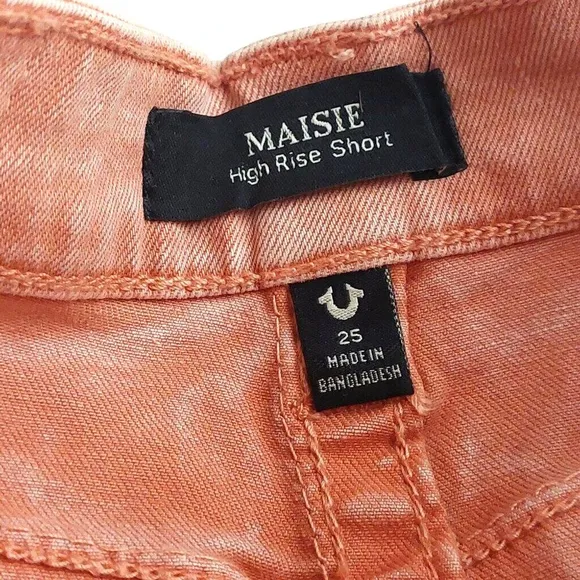 MAISIE
High Rise Short
25
MADE IN
BANGLADESH